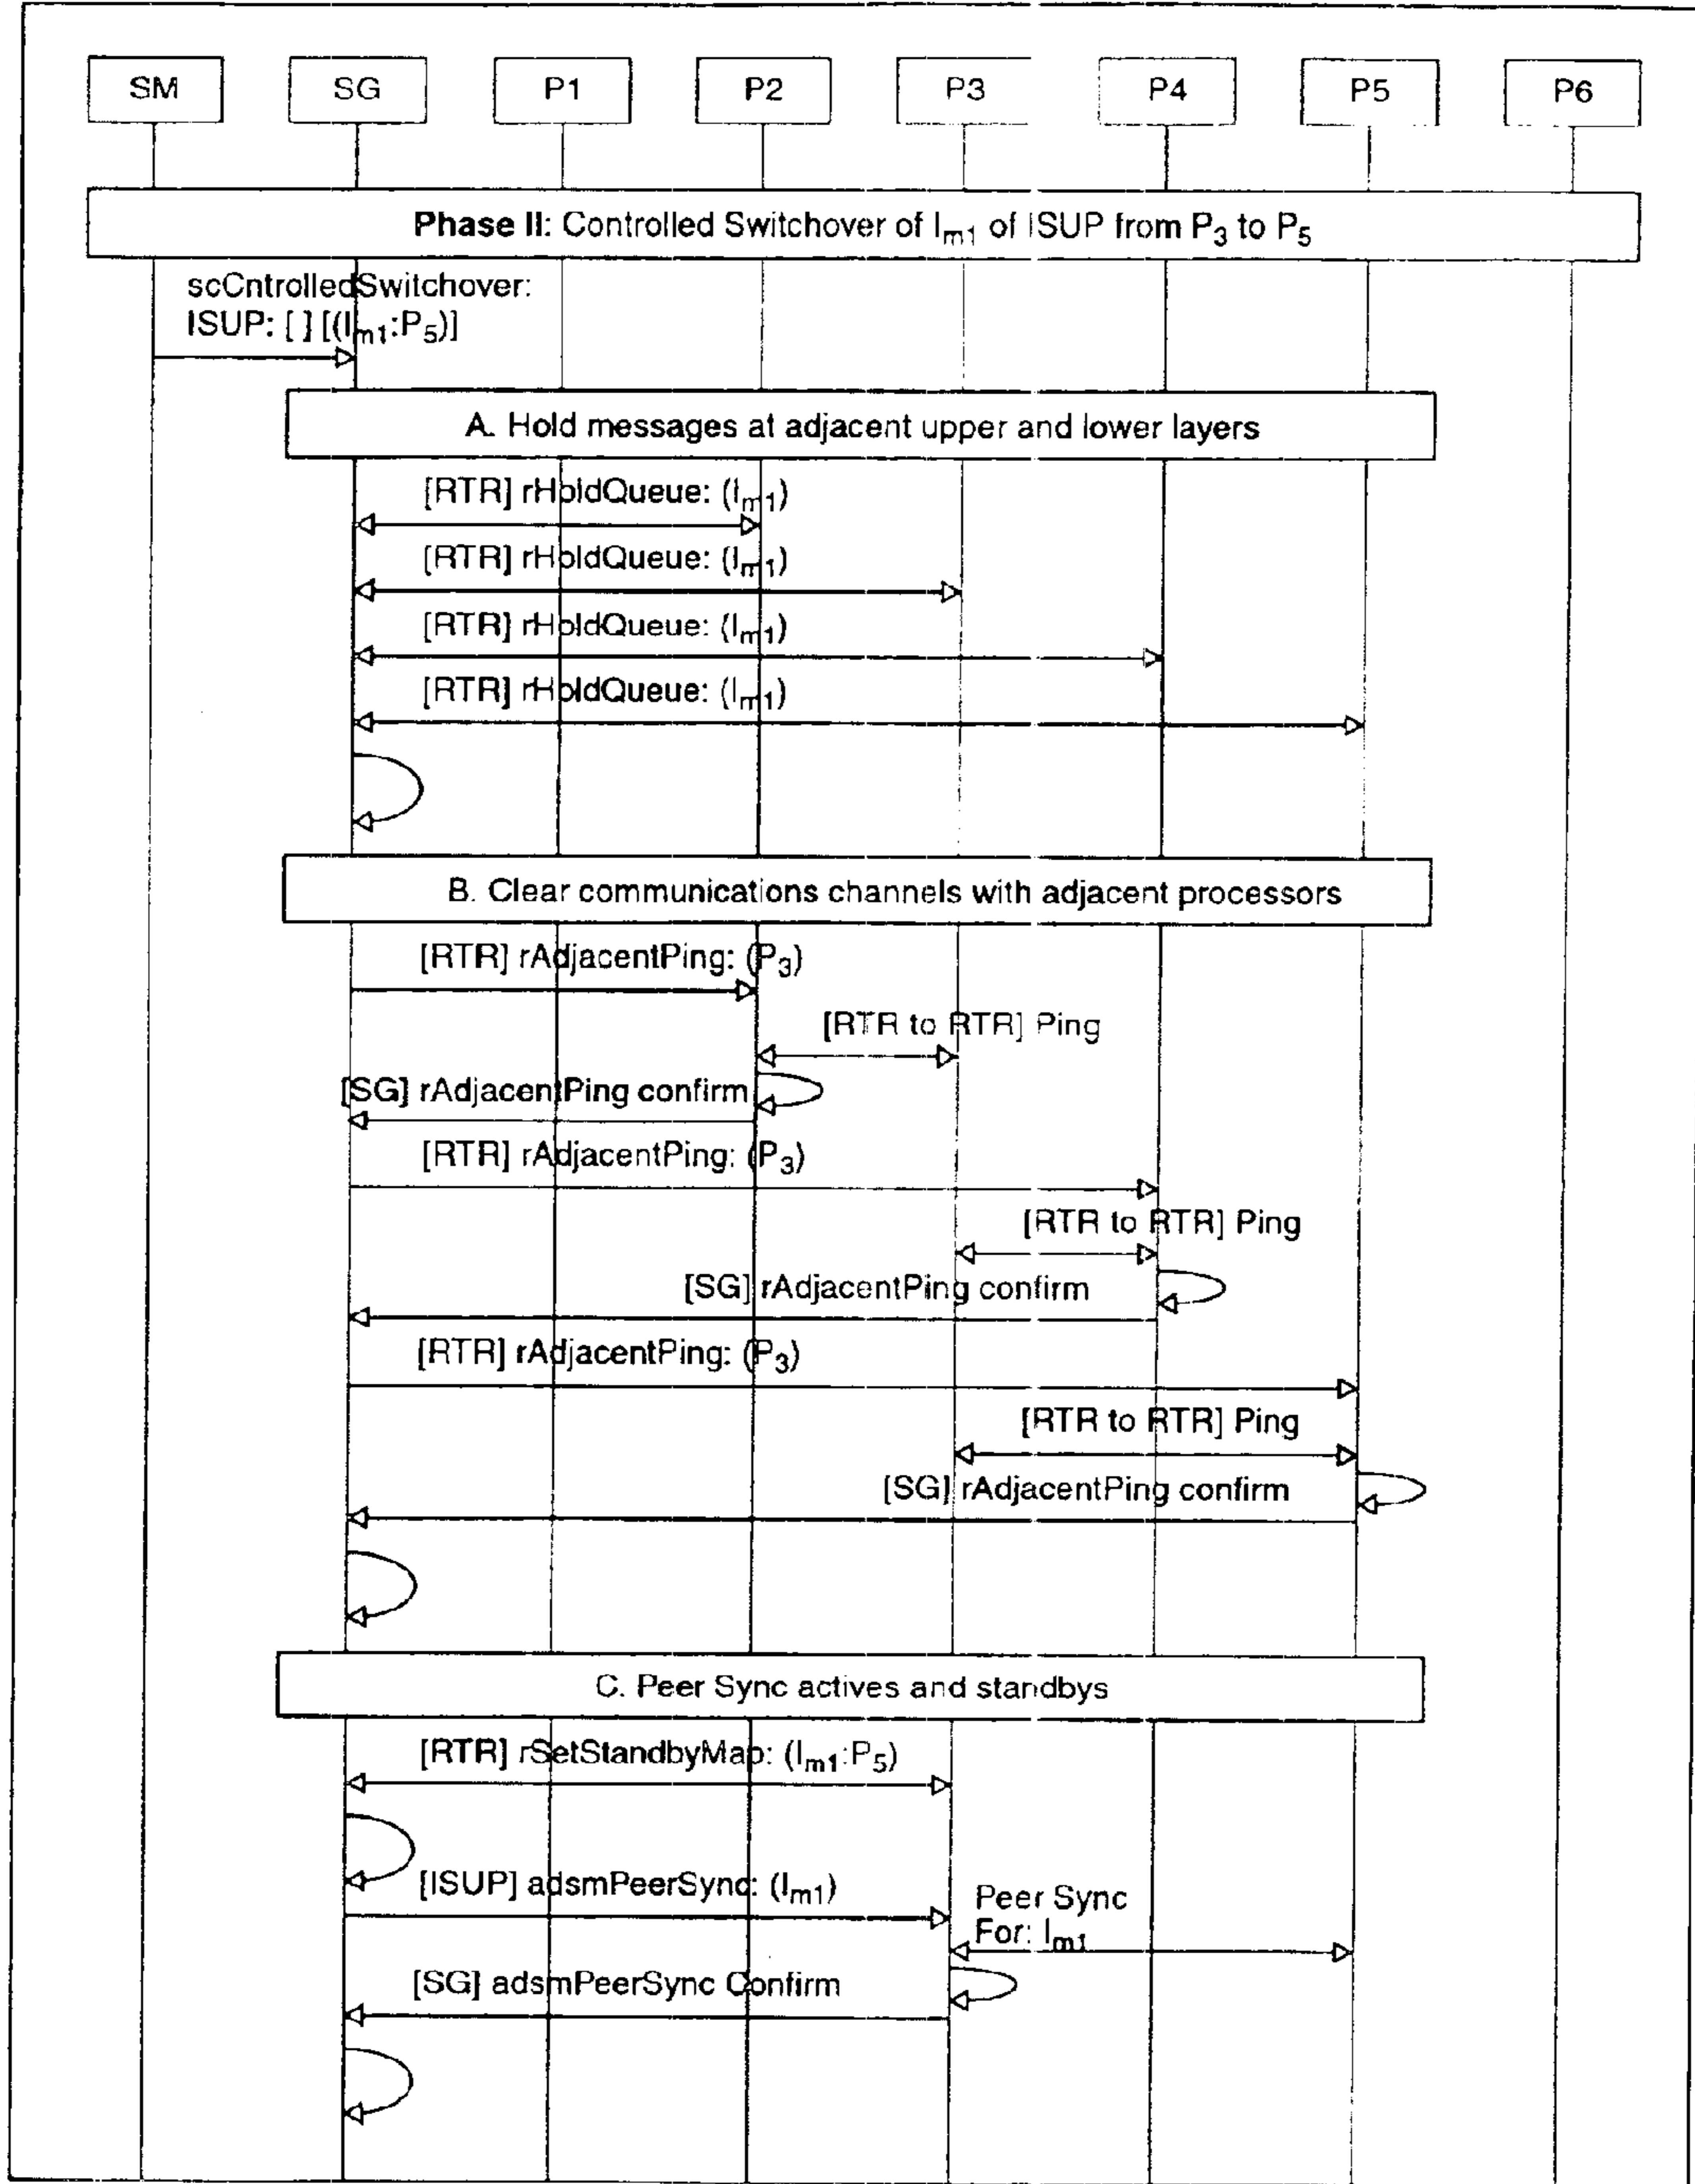 SM SG P1 P2 P3 P4 P5 P6
Phase II: Controlled Switchover of Im1 of ISUP from P3 to P5
scCntrolledSwitchover:
ISUP: [ ] [(Im1:P5)]
A. Hold messages at adjacent upper and lower layers
[RTR] rHoldQueue: (Im1)
[RTR] rHoldQueue: (Im1)
[RTR] rHoldQueue: (Im1)
[RTR] rHoldQueue: (Im1)
B. Clear communications channels with adjacent processors
[RTR] rAdjacentPing: (P3)
[RTR to RTR] Ping
[SG] rAdjacentPing confirm
[RTR] rAdjacentPing: (P3)
[RTR to RTR] Ping
[SG] rAdjacentPing confirm
[RTR] rAdjacentPing: (P3)
[RTR to RTR] Ping
[SG] rAdjacentPing confirm
C. Peer Sync actives and standbys
[RTR] rSetStandbyMap: (Im1:P5)
[ISUP] adsmPeerSync: (Im1)
Peer Sync
For: Im1
[SG] adsmPeerSync Confirm